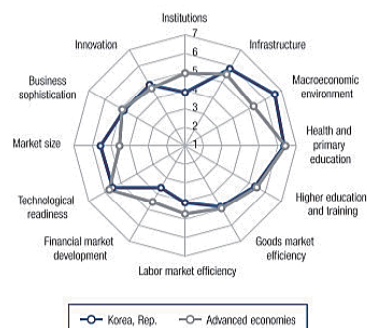 Institutions
7
6
5
3
2
1
Infrastructure
Macroeconomic
environment
Health and
primary
education
Higher education
and training
Goods market
efficiency
Labor market efficiency
Financial market
development
Technological
readiness
Market size
Business
sophistication
Innovation
Korea, Rep.
Advanced economies